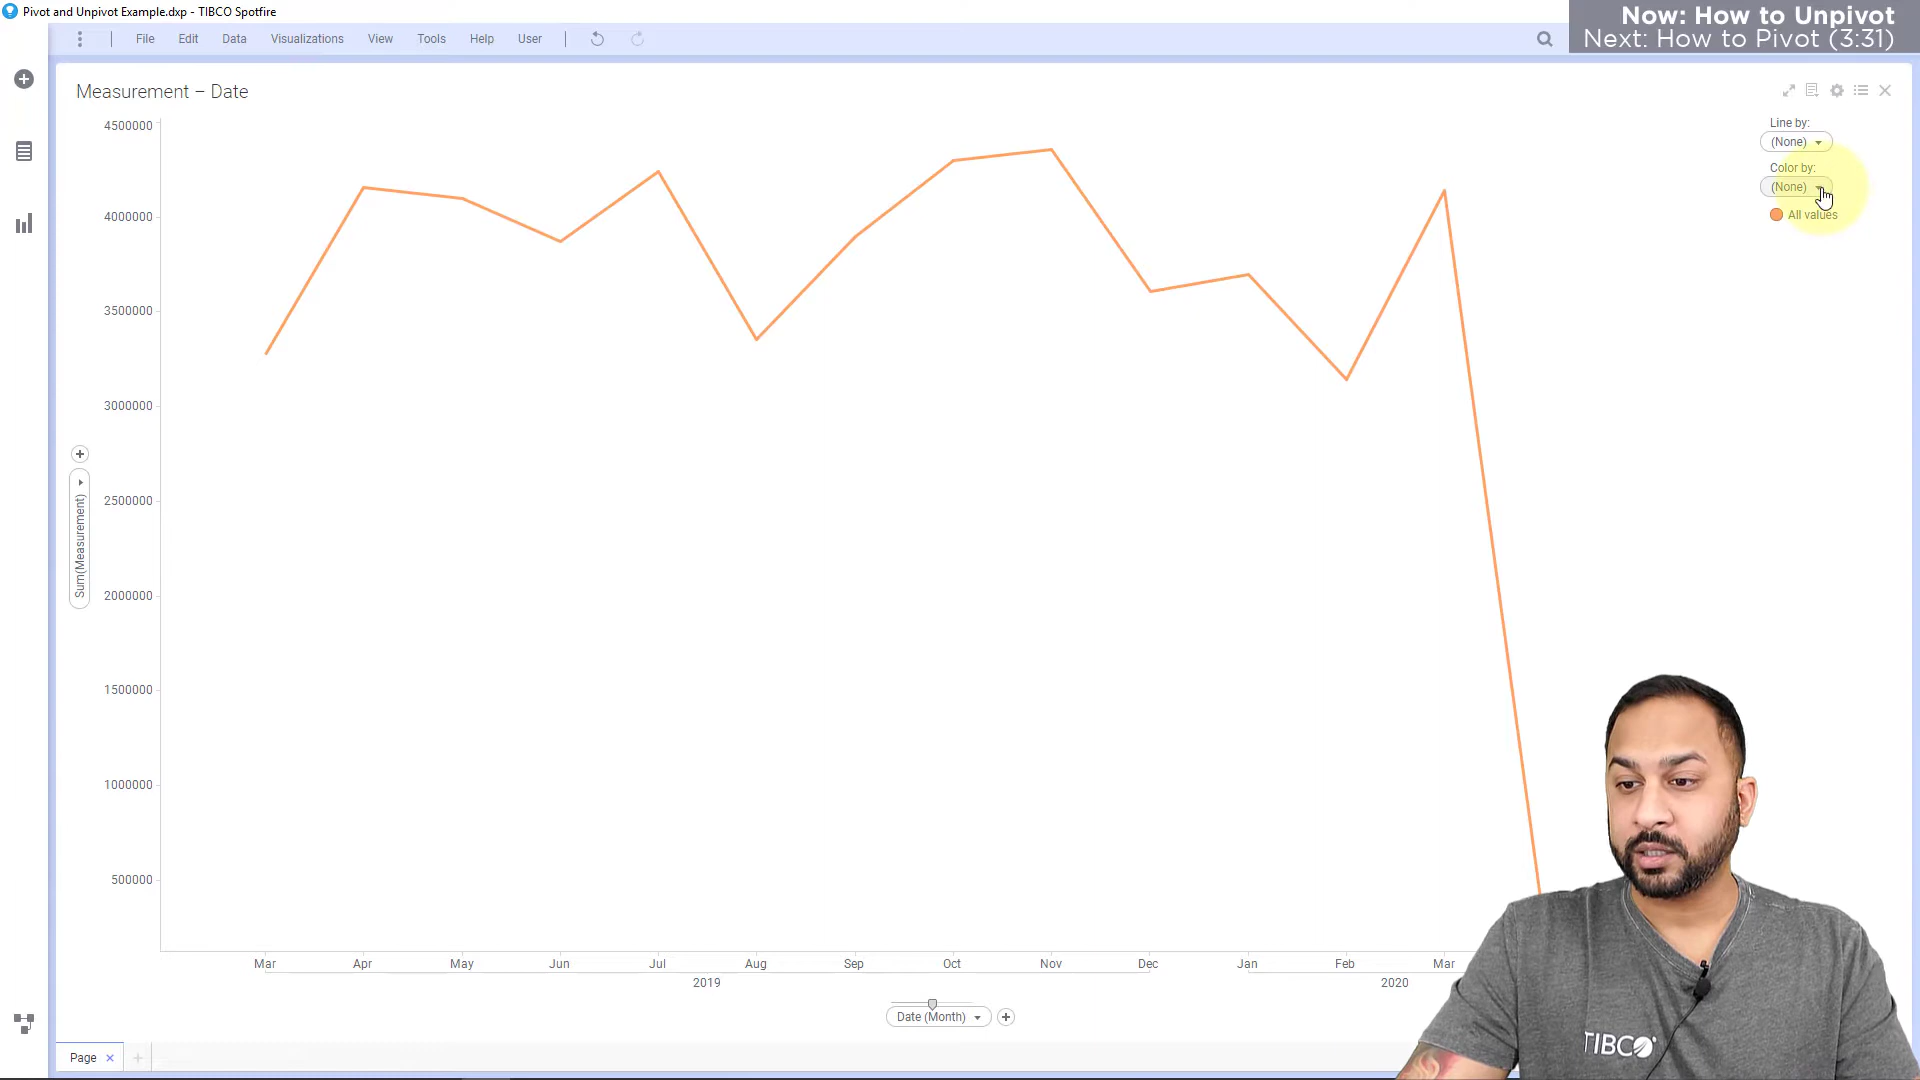 Pivot and Unpivot Example.dxp - TIBCO Spotfire
Now: How to Unpivot
Next: How to Pivot (3:31)
File Edit Data Visualizations View Tools Help User
Measurement – Date
Line by:
(None)
Color by:
(None)
All values
4500000
4000000
3500000
3000000
2500000
2000000
1500000
1000000
500000
Sum(Measurement)
Mar Apr May Jun Jul Aug Sep Oct Nov Dec Jan Feb Mar
2019 2020
Date (Month)
Page
TIBCO